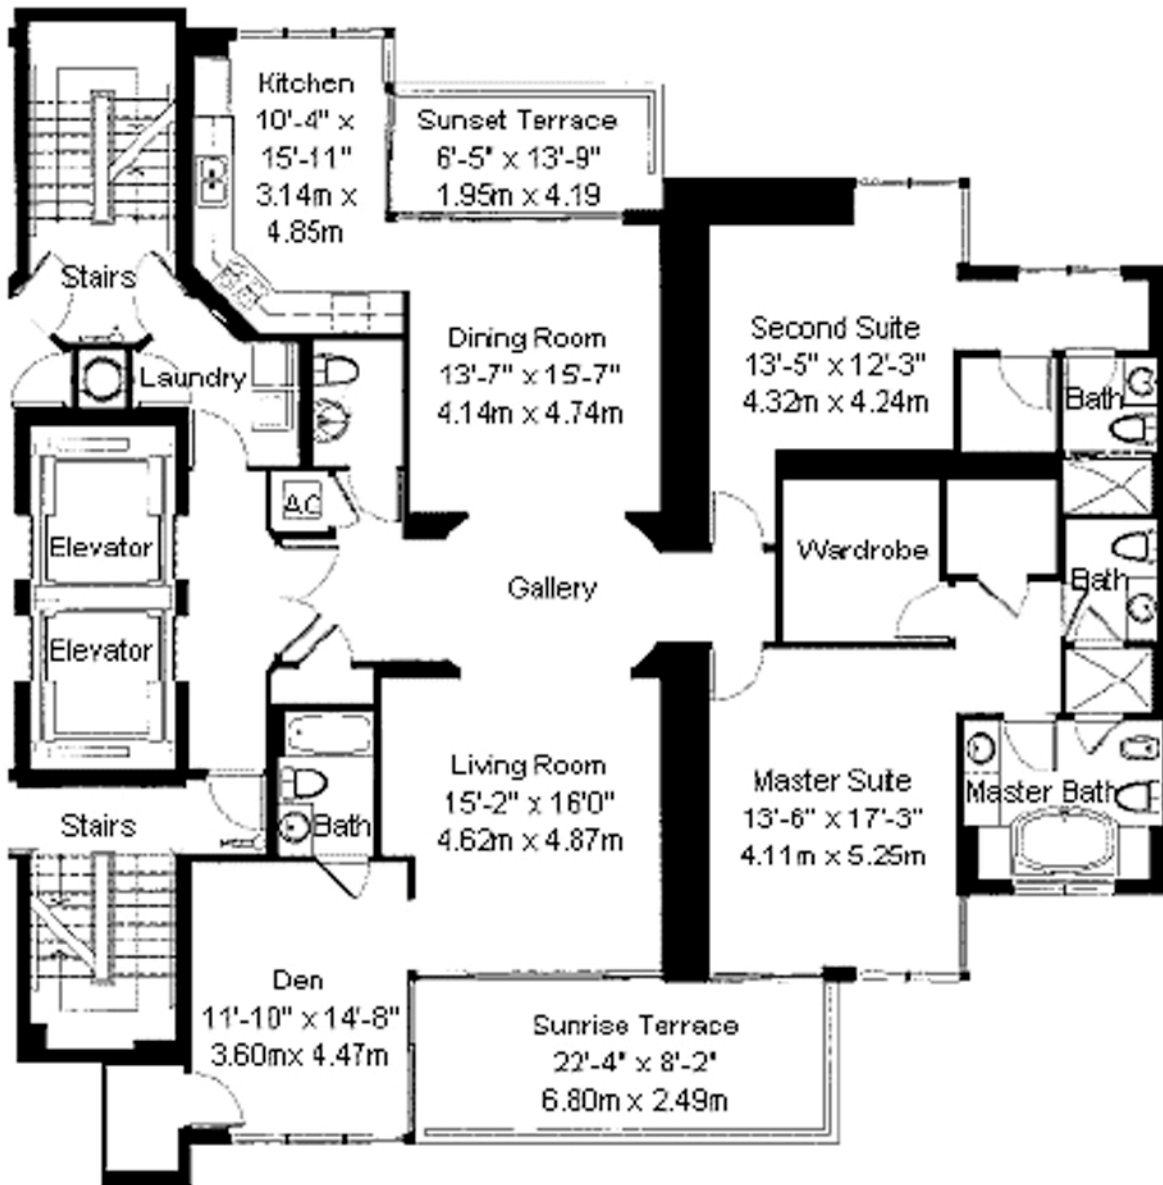 Kitchen
10'-4" x
15'-11"
3.14m x
4.85m
Sunset Terrace
6'-5" x 13'-9"
1.95m x 4.19
Stairs
Laundry
Dining Room
13'-7" x 15'-7"
4.14m x 4.74m
Second Suite
13'-5" x 12'-3"
4.32m x 4.24m
Bath
AC
Elevator
Gallery
Wardrobe
Bath
Elevator
Living Room
15'-2" x 16'0"
4.62m x 4.87m
Master Suite
13'-6" x 17'-3"
4.11m x 5.25m
Master Bath
Stairs
Bath
Den
11'-10" x 14'-8"
3.60mx 4.47m
Sunrise Terrace
22'-4" x 8'-2"
6.80m x 2.49m